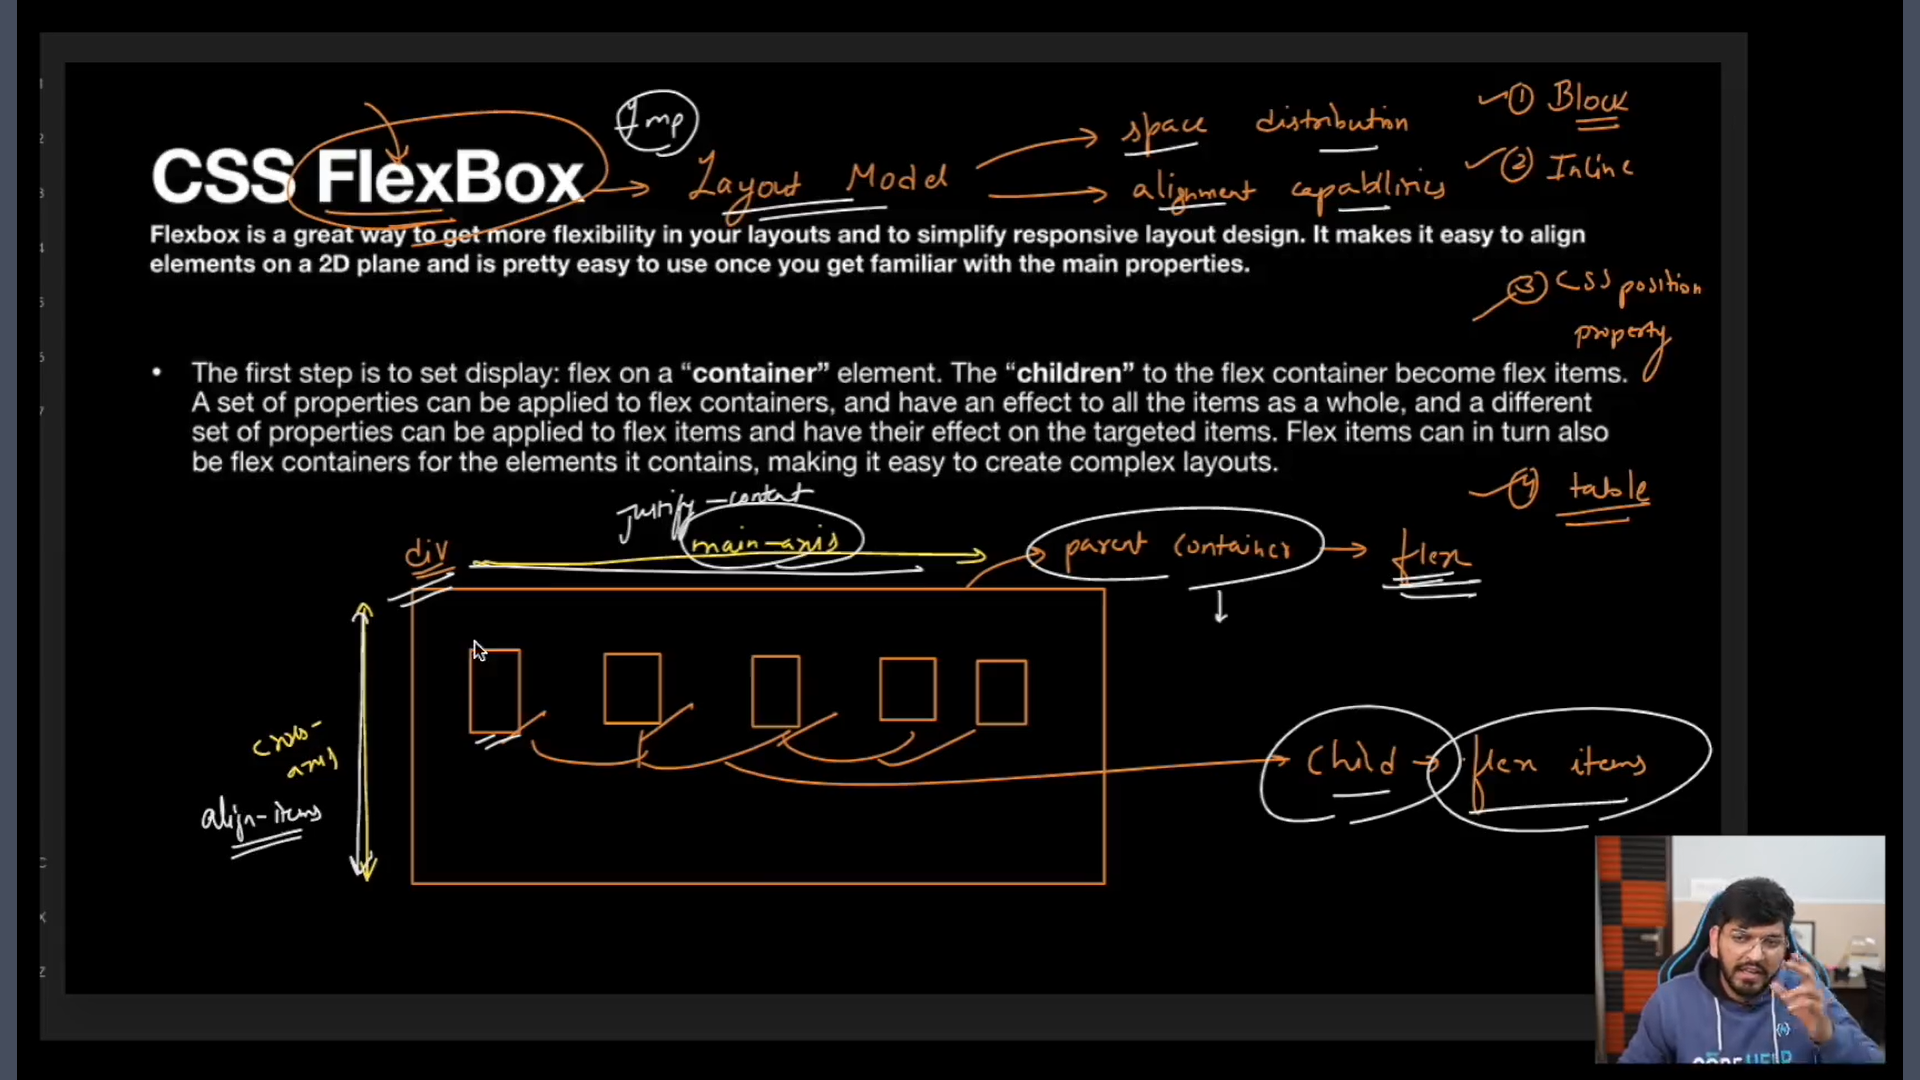 Imp
① Block
space distribution
② Inline
CSS FlexBox
Layout Model
alignment capabilities
Flexbox is a great way to get more flexibility in your layouts and to simplify responsive layout design. It makes it easy to align
elements on a 2D plane and is pretty easy to use once you get familiar with the main properties.
③ CSS position
property
• The first step is to set display: flex on a “container” element. The “children” to the flex container become flex items.
A set of properties can be applied to flex containers, and have an effect to all the items as a whole, and a different
set of properties can be applied to flex items and have their effect on the targeted items. Flex items can in turn also
be flex containers for the elements it contains, making it easy to create complex layouts.
④ table
justify-content
div
main-axis
parent container
flex
cross-
axis
align-items
child
flex items
CODE HELP